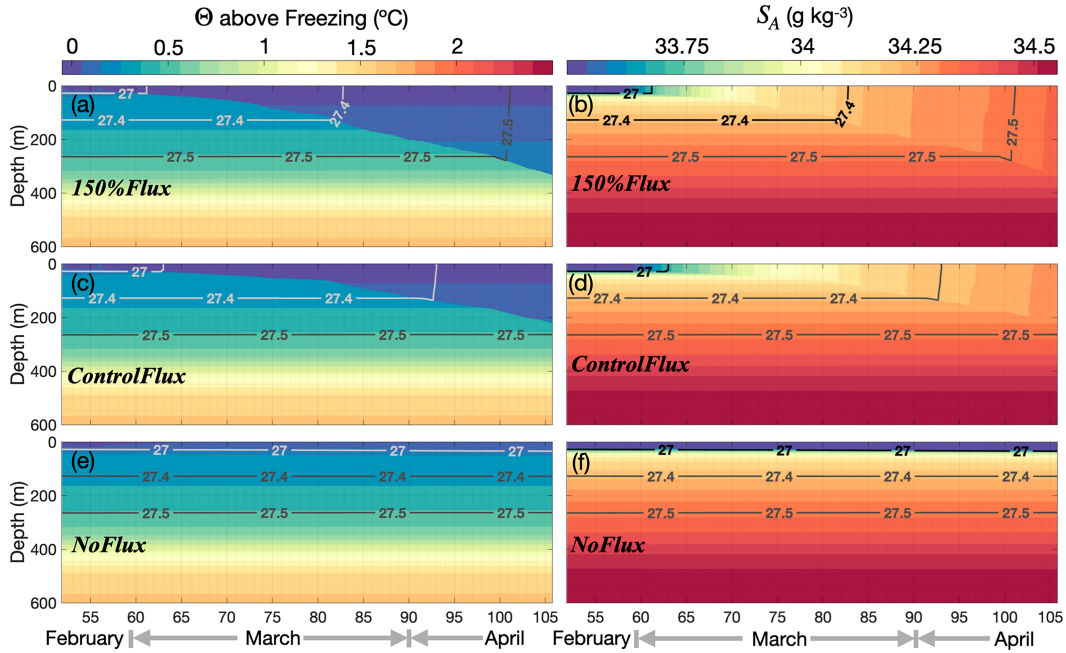 Θ above Freezing (ºC)
S_A (g kg⁻³)
0 0.5 1 1.5 2
33.75 34 34.25 34.5
0
200
400
600
Depth (m)
(a)
27
27.4 27.4 27.4
27.5 27.5 27.5 27.5
150%Flux
(b)
27
27.4 27.4 27.4
27.5 27.5 27.5 27.5
150%Flux
0
200
400
600
Depth (m)
(c)
27
27.4 27.4 27.4
27.5 27.5 27.5 27.5
ControlFlux
(d)
27
27.4 27.4 27.4
27.5 27.5 27.5 27.5
ControlFlux
0
200
400
600
Depth (m)
(e)
27 27 27 27
27.4 27.4 27.4 27.4
27.5 27.5 27.5 27.5
NoFlux
(f)
27 27 27 27
27.4 27.4 27.4 27.4
27.5 27.5 27.5 27.5
NoFlux
55 60 65 70 75 80 85 90 95 100 105
55 60 65 70 75 80 85 90 95 100 105
February March April
February March April